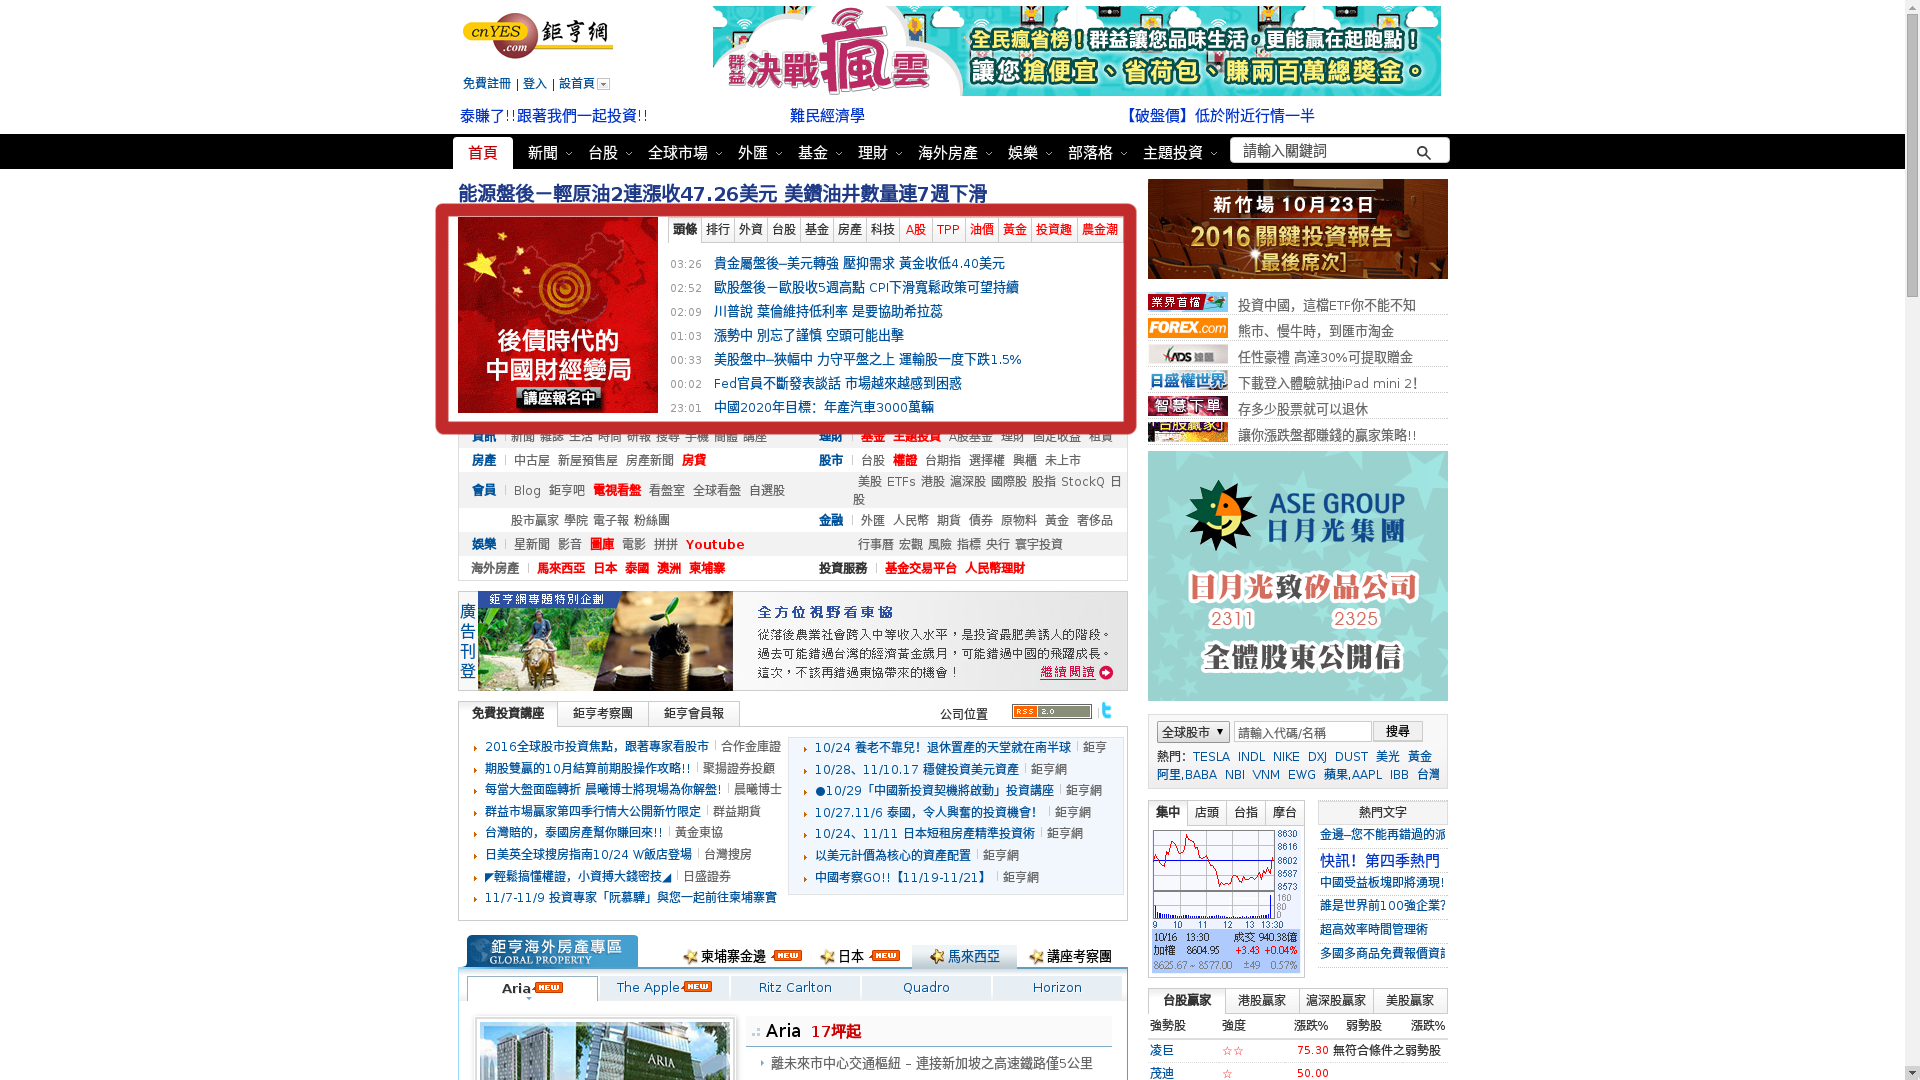 cnYES .com 鉅亨網
免費註冊 | 登入 | 設首頁
群益 決戰瘋雲
全民瘋省榜！群益讓您品味生活，更能贏在起跑點！
讓您搶便宜、省荷包、賺兩百萬總獎金。
泰賺了!!跟著我們一起投資!!
難民經濟學
【破盤價】低於附近行情一半
首頁 新聞 台股 全球市場 外匯 基金 理財 海外房產 娛樂 部落格 主題投資 請輸入關鍵詞
能源盤後－輕原油2連漲收47.26美元 美鑽油井數量連7週下滑
後債時代的
中國財經變局
講座報名中
頭條 排行 外資 台股 基金 房產 科技 A股 TPP 油價 黃金 投資趣 農金潮
03:26 貴金屬盤後─美元轉強 壓抑需求 黃金收低4.40美元
02:52 歐股盤後－歐股收5週高點 CPI下滑寬鬆政策可望持續
02:09 川普說 葉倫維持低利率 是要協助希拉蕊
01:03 漲勢中 別忘了謹慎 空頭可能出擊
00:33 美股盤中─狹幅中 力守平盤之上 運輸股一度下跌1.5%
00:02 Fed官員不斷發表談話 市場越來越感到困惑
23:01 中國2020年目標：年產汽車3000萬輛
資訊 新聞 雜誌 生活 時尚 研報 搜尋 手機 簡體 講座
理財 基金 主題投資 A股基金 理財 固定收益 租賃
房產 中古屋 新屋預售屋 房產新聞 房貸
股市 台股 權證 台期指 選擇權 興櫃 未上市
會員 Blog 鉅亨吧 電視看盤 看盤室 全球看盤 自選股
美股 ETFs 港股 滬深股 國際股 股指 StockQ 日
股
股市贏家 學院 電子報 粉絲團
金融 外匯 人民幣 期貨 債券 原物料 黃金 奢侈品
娛樂 星新聞 影音 圖庫 電影 拼拼 Youtube
行事曆 宏觀 風險 指標 央行 寰宇投資
海外房產 馬來西亞 日本 泰國 澳洲 柬埔寨
投資服務 基金交易平台 人民幣理財
廣告刊登
鉅亨網專題特別企劃
全方位視野看東協
從落後農業社會跨入中等收入水平，是投資最肥美誘人的階段。
過去可能錯過台灣的經濟黃金歲月，可能錯過中國的飛躍成長。
這次，不該再錯過東協帶來的機會！ 繼續閱讀
免費投資講座 鉅亨考察團 鉅亨會員報 公司位置 RSS 2.0
2016全球股市投資焦點，跟著專家看股市 合作金庫證
期股雙贏的10月結算前期股操作攻略!! 聚揚證券投顧
每當大盤面臨轉折 晨曦博士將現場為你解盤! 晨曦博士
群益市場贏家第四季行情大公開新竹限定 群益期貨
台灣賠的，泰國房產幫你賺回來!! 黃金東協
日美英全球搜房指南10/24 W飯店登場 台灣搜房
◤輕鬆搞懂權證，小資搏大錢密技◢ 日盛證券
11/7-11/9 投資專家「阮慕驊」與您一起前往柬埔寨實
10/24 養老不靠兒！退休置產的天堂就在南半球 鉅亨
10/28、11/10.17 穩健投資美元資產 鉅亨網
●10/29「中國新投資契機將啟動」投資講座 鉅亨網
10/27.11/6 泰國，令人興奮的投資機會！ 鉅亨網
10/24、11/11 日本短租房產精準投資術 鉅亨網
以美元計價為核心的資產配置 鉅亨網
中國考察GO!!【11/19-11/21】 鉅亨網
鉅亨海外房產專區
GLOBAL PROPERTY
柬埔寨金邊 NEW 日本 NEW 馬來西亞 講座考察團
Aria NEW The Apple NEW Ritz Carlton Quadro Horizon
ARIA
Aria 17坪起
離未來市中心交通樞紐 – 連接新加坡之高速鐵路僅5公里
新竹場 10月23日
2016關鍵投資報告
[最後席次]
業界首檔 投資中國，這檔ETF你不能不知
FOREX.com 熊市、慢牛時，到匯市淘金
ADS 達匯 任性豪禮 高達30%可提取贈金
日盛權世界 下載登入體驗就抽iPad mini 2！
智慧下單 存多少股票就可以退休
台股贏家 讓你漲跌盤都賺錢的贏家策略!!
ASE GROUP
日月光集團
日月光致矽品公司
2311 2325
全體股東公開信
全球股市 ▼ 請輸入代碼/名稱 搜尋
熱門： TESLA INDL NIKE DXJ DUST 美光 黃金
阿里,BABA NBI VNM EWG 蘋果,AAPL IBB 台灣
集中 店頭 台指 摩台
8630
8616
8602
8587
8573
160
80
0
9 10 11 12 13 13:30
10/16 13:30 成交 940.38億
加權 8604.95 +3.43 +0.04%
8625.67 ~ 8577.00 ±49 0.57%
熱門文字
金邊─您不能再錯過的派
快訊！第四季熱門
中國受益板塊即將湧現!
誰是世界前100強企業?
超高效率時間管理術
多國多商品免費報價資訊
台股贏家 港股贏家 滬深股贏家 美股贏家
強勢股 強度 漲跌% 弱勢股 漲跌%
凌巨 ☆☆ 75.30 無符合條件之弱勢股
茂迪 ☆ 50.00